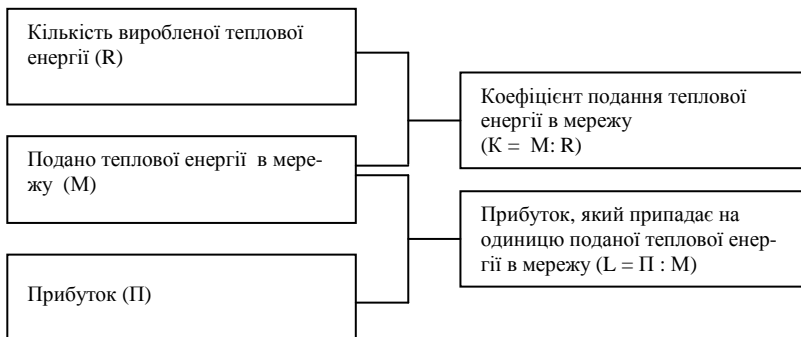 Кількість виробленої теплової
енергії (R)
Подано теплової енергії в мере-
жу (М)
Прибуток (П)
Коефіцієнт подання теплової
енергії в мережу
(К = М: R)
Прибуток, який припадає на
одиницю поданої теплової енер-
гії в мережу (L = П : М)